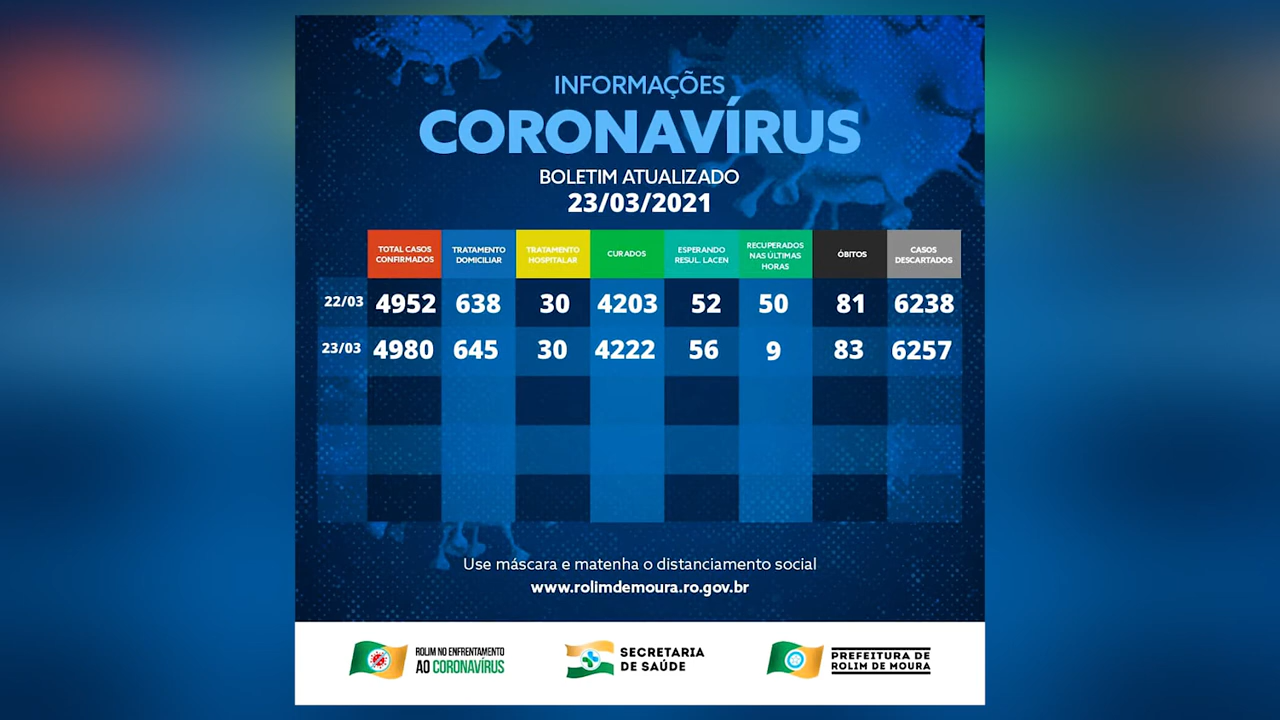 INFORMAÇÕES
CORONAVÍRUS
BOLETIM ATUALIZADO
23/03/2021
TOTAL CASOS CONFIRMADOS TRATAMENTO DOMICILIAR TRATAMENTO HOSPITALAR CURADOS ESPERANDO RESUL. LACEN RECUPERADOS NAS ÚLTIMAS HORAS ÓBITOS CASOS DESCARTADOS
22/03 4952 638 30 4203 52 50 81 6238
23/03 4980 645 30 4222 56 9 83 6257
Use máscara e matenha o distanciamento social
www.rolimdemoura.ro.gov.br
ROLIM NO ENFRENTAMENTO
AO CORONAVÍRUS
SECRETARIA
DE SAÚDE
PREFEITURA DE
ROLIM DE MOURA